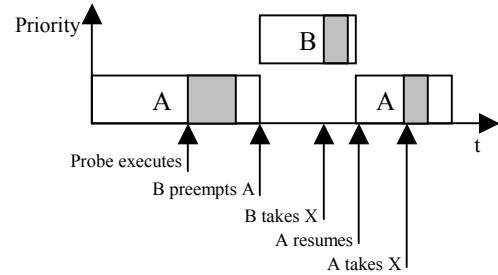 Priority
B
A
A
t
Probe executes
B preempts A
B takes X
A resumes
A takes X